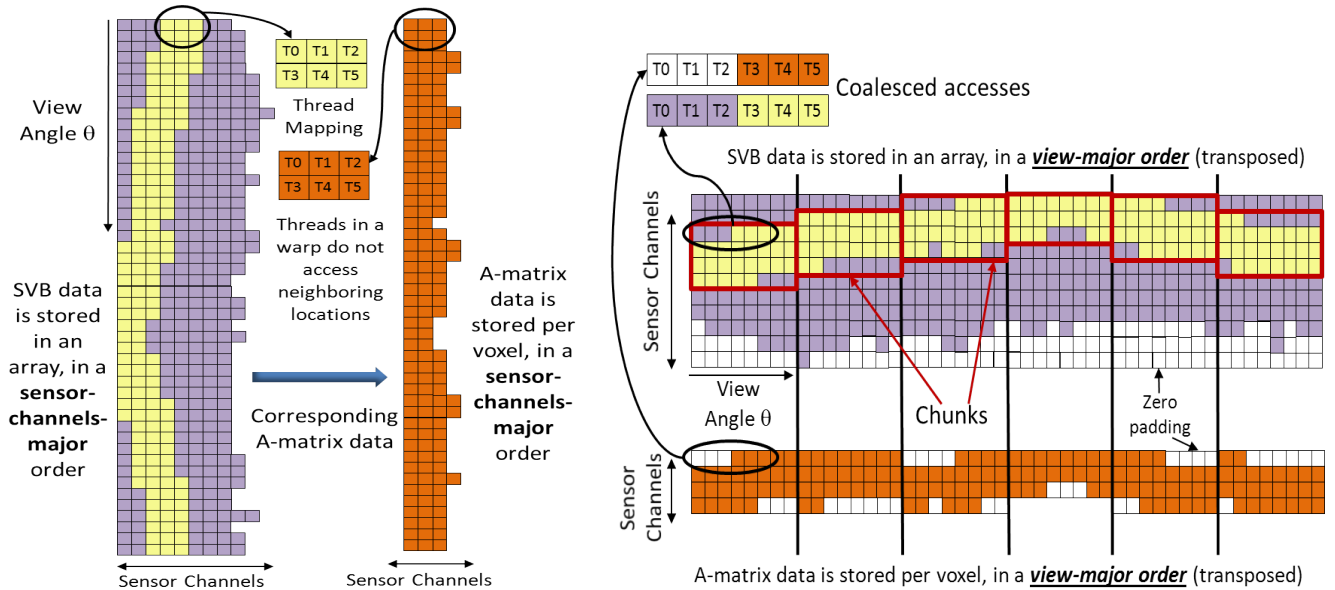 View
Angle θ
T0 T1 T2
T3 T4 T5
Thread
Mapping
T0 T1 T2
T3 T4 T5
Threads in a
warp do not
access
neighboring
locations
SVB data
is stored
in an
array, in a
sensor-
channels-
major
order
Corresponding
A-matrix data
A-matrix
data is
stored per
voxel, in a
sensor-
channels-
major
order
Sensor Channels
Sensor Channels
T0 T1 T2 T3 T4 T5
T0 T1 T2 T3 T4 T5
Coalesced accesses
SVB data is stored in an array, in a view-major order (transposed)
Sensor Channels
View
Angle θ
Chunks
Zero
padding
Sensor
Channels
A-matrix data is stored per voxel, in a view-major order (transposed)